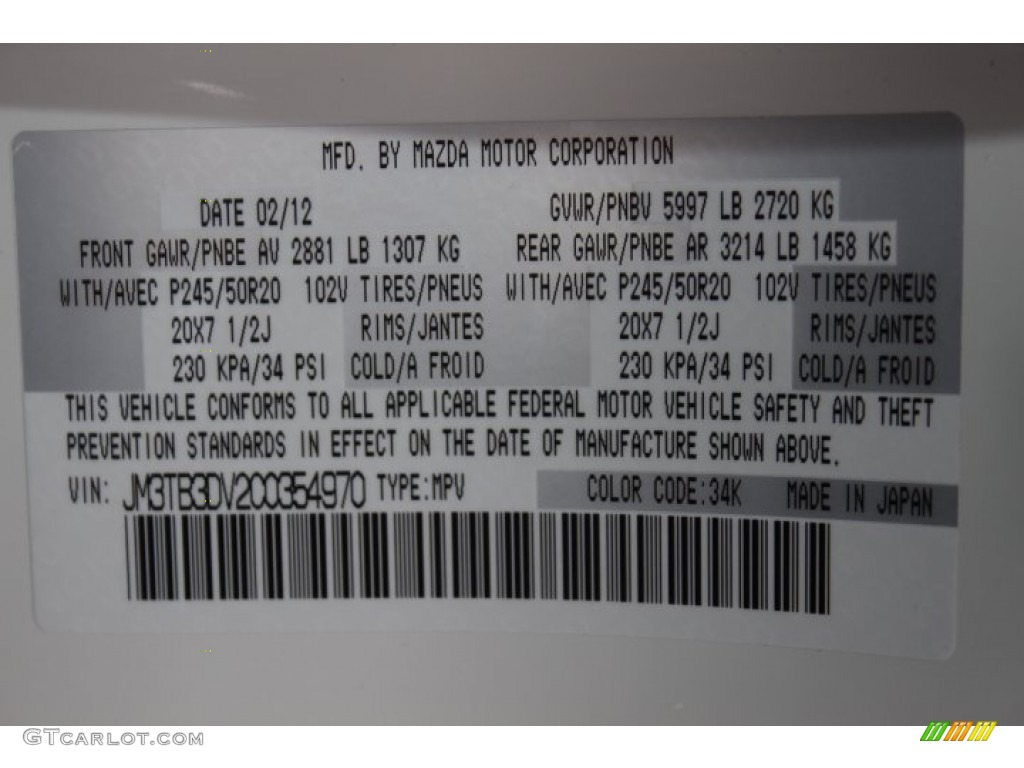 MFD. BY MAZDA MOTOR CORPORATION
DATE 02/12 GVWR/PNBV 5997 LB 2720 KG
FRONT GAWR/PNBE AV 2881 LB 1307 KG REAR GAWR/PNBE AR 3214 LB 1458 KG
WITH/AVEC P245/50R20 102V TIRES/PNEUS WITH/AVEC P245/50R20 102V TIRES/PNEUS
20X7 1/2J RIMS/JANTES 20X7 1/2J RIMS/JANTES
230 KPA/34 PSI COLD/A FROID 230 KPA/34 PSI COLD/A FROID
THIS VEHICLE CONFORMS TO ALL APPLICABLE FEDERAL MOTOR VEHICLE SAFETY AND THEFT
PREVENTION STANDARDS IN EFFECT ON THE DATE OF MANUFACTURE SHOWN ABOVE.
VIN: JM3TB3DV2C0354970 TYPE:MPV COLOR CODE:34K MADE IN JAPAN
GTCarlot.com